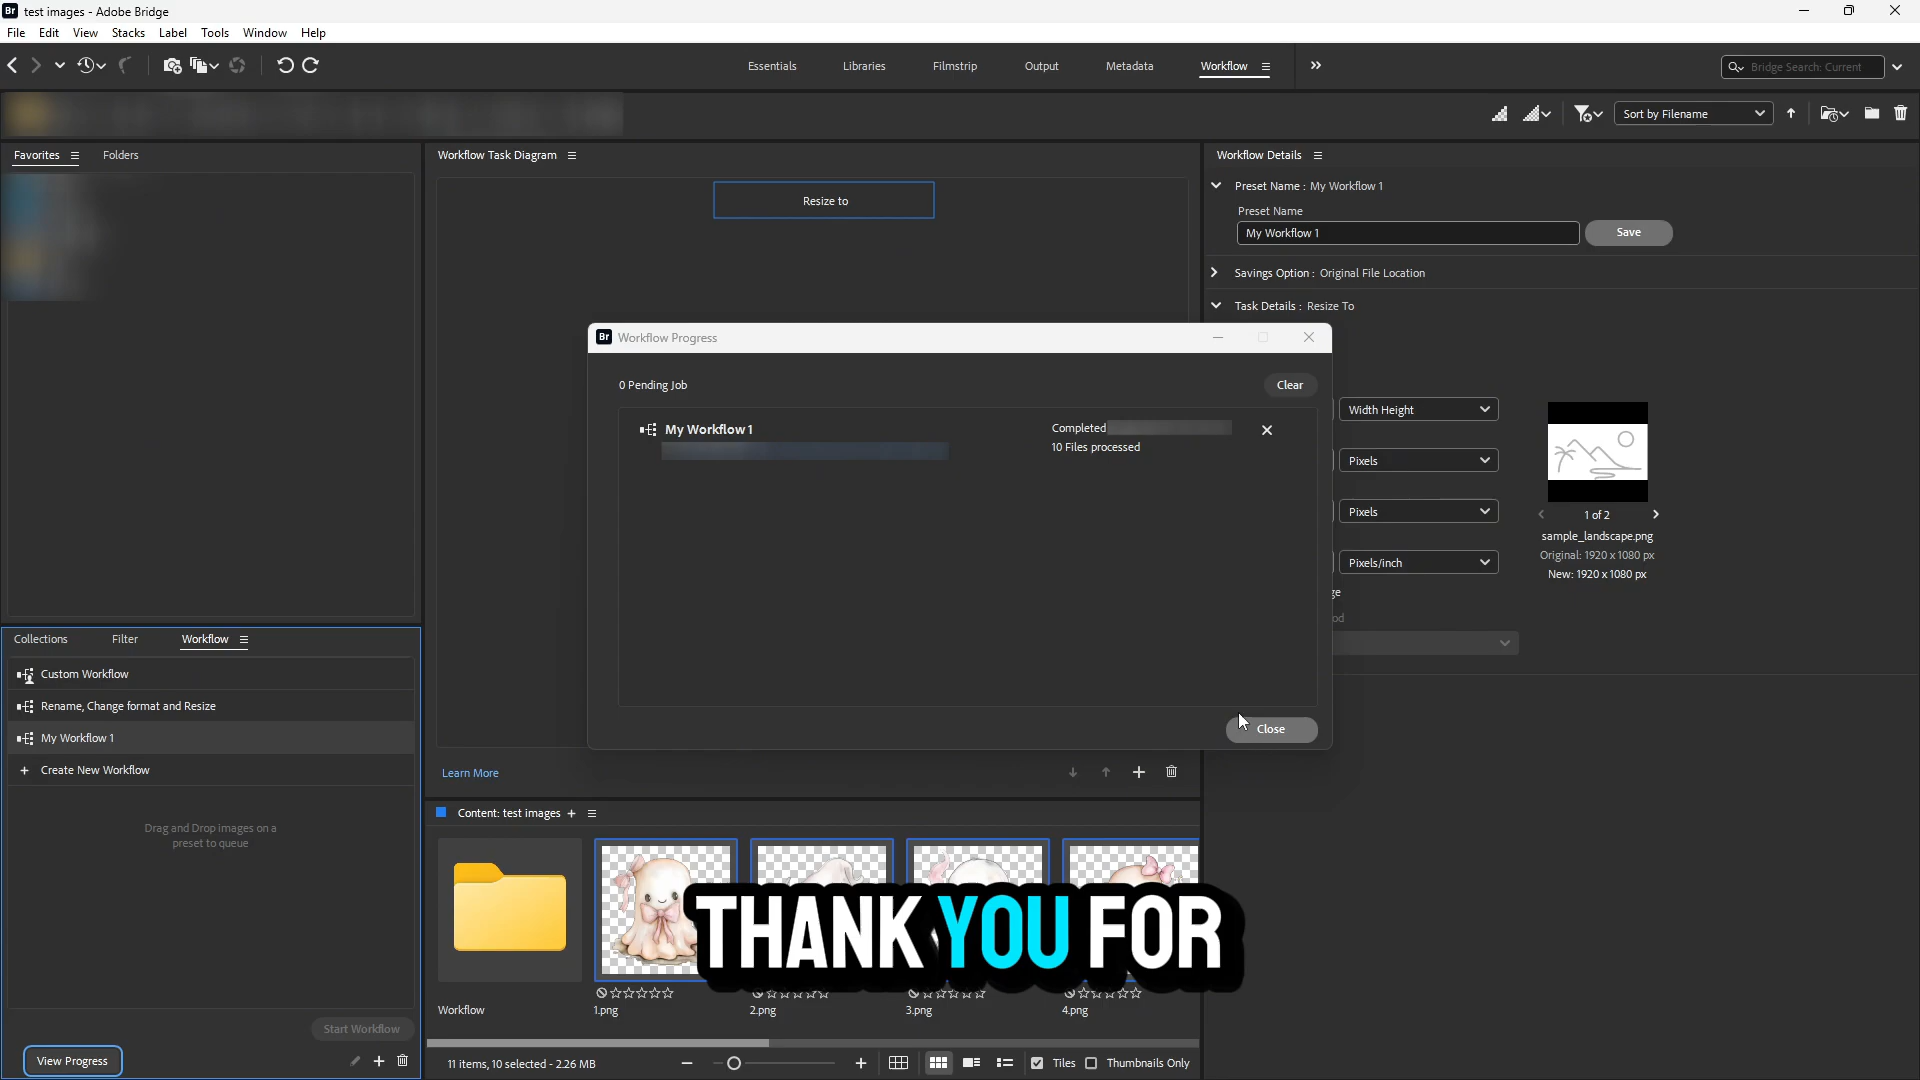 Br test images - Adobe Bridge
File Edit View Stacks Label Tools Window Help
Essentials Libraries Filmstrip Output Metadata Workflow
Bridge Search: Current
Sort by Filename
Favorites Folders
Workflow Task Diagram
Resize to
Workflow Details
Preset Name : My Workflow 1
Preset Name
My Workflow 1 Save
Savings Option : Original File Location
Task Details : Resize To
Br Workflow Progress
0 Pending Job Clear
My Workflow 1 Completed
10 Files processed
Close
Width Height
Pixels
Pixels
Pixels/inch
ge
od
1 of 2
sample_landscape.png
Original: 1920 x 1080 px
New: 1920 x 1080 px
Collections Filter Workflow
Custom Workflow
Rename, Change format and Resize
My Workflow 1
Create New Workflow
Drag and Drop images on a
preset to queue
Start Workflow
View Progress
Learn More
Content: test images
THANK YOU FOR
Workflow 1.png 2.png 3.png 4.png
11 items, 10 selected - 2.26 MB
Tiles Thumbnails Only